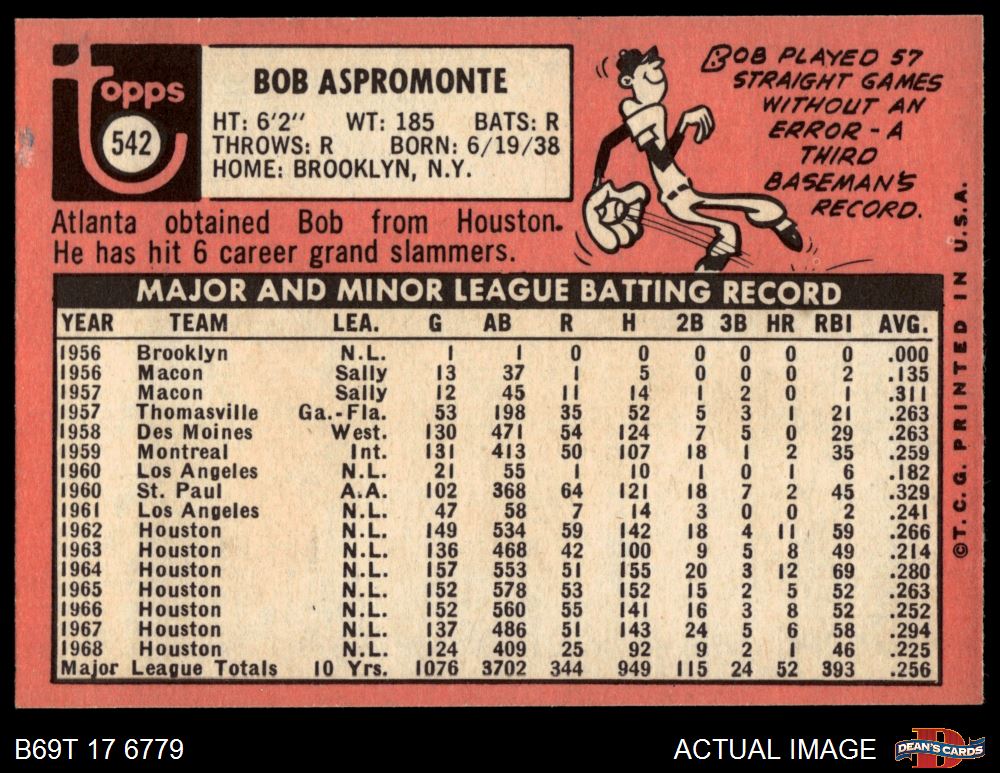 Topps
542
BOB ASPROMONTE
HT: 6'2" WT: 185 BATS: R
THROWS: R BORN: 6/19/38
HOME: BROOKLYN, N.Y.
BOB PLAYED 57
STRAIGHT GAMES
WITHOUT AN
ERROR - A
THIRD
BASEMAN'S
RECORD.
Atlanta obtained Bob from Houston.
He has hit 6 career grand slammers.
MAJOR AND MINOR LEAGUE BATTING RECORD
YEAR TEAM LEA. G AB R H 2B 3B HR RBI AVG.
1956 Brooklyn N.L. 1 1 0 0 0 0 0 0 .000
1956 Macon Sally 13 37 1 5 0 0 0 2 .135
1957 Macon Sally 12 45 11 14 1 2 0 1 .311
1957 Thomasville Ga.-Fla. 53 198 35 52 5 3 1 21 .263
1958 Des Moines West. 130 471 54 124 7 5 0 29 .263
1959 Montreal Int. 131 413 50 107 18 1 2 35 .259
1960 Los Angeles N.L. 21 55 1 10 1 0 1 6 .182
1960 St. Paul A.A. 102 368 64 121 18 7 2 45 .329
1961 Los Angeles N.L. 47 58 7 14 3 0 0 2 .241
1962 Houston N.L. 149 534 59 142 18 4 11 59 .266
1963 Houston N.L. 136 468 42 100 9 5 8 49 .214
1964 Houston N.L. 157 553 51 155 20 3 12 69 .280
1965 Houston N.L. 152 578 53 152 15 2 5 52 .263
1966 Houston N.L. 152 560 55 141 16 3 8 52 .252
1967 Houston N.L. 137 486 51 143 24 5 6 58 .294
1968 Houston N.L. 124 409 25 92 9 2 1 46 .225
Major League Totals 10 Yrs. 1076 3702 344 949 115 24 52 393 .256
©T.C.G. PRINTED IN U.S.A.
B69T 17 6779
ACTUAL IMAGE
D
DEAN'S CARDS